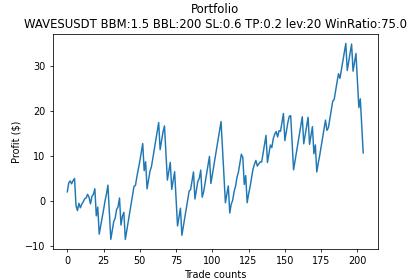 Portfolio
WAVESUSDT BBM:1.5 BBL:200 SL:0.6 TP:0.2 lev:20 WinRatio:75.0
30
20
10
0
−10
Profit ($)
0 25 50 75 100 125 150 175 200
Trade counts